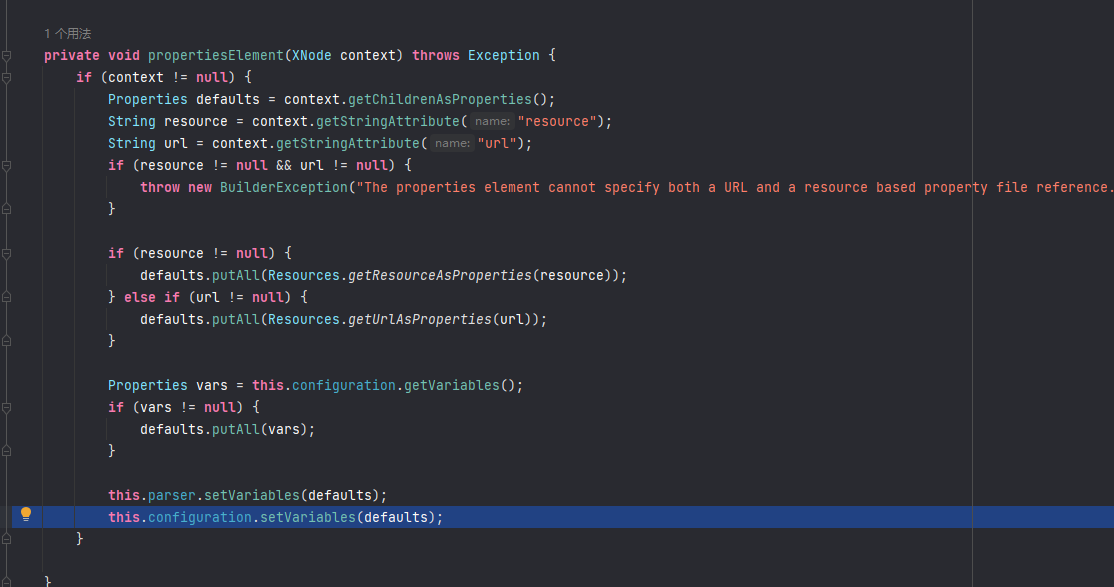 1 个用法
private void propertiesElement(XNode context) throws Exception {
if (context != null) {
Properties defaults = context.getChildrenAsProperties();
String resource = context.getStringAttribute( name: "resource");
String url = context.getStringAttribute( name: "url");
if (resource != null && url != null) {
throw new BuilderException("The properties element cannot specify both a URL and a resource based property file reference.
}
if (resource != null) {
defaults.putAll(Resources.getResourceAsProperties(resource));
} else if (url != null) {
defaults.putAll(Resources.getUrlAsProperties(url));
}
Properties vars = this.configuration.getVariables();
if (vars != null) {
defaults.putAll(vars);
}
this.parser.setVariables(defaults);
this.configuration.setVariables(defaults);
}
}